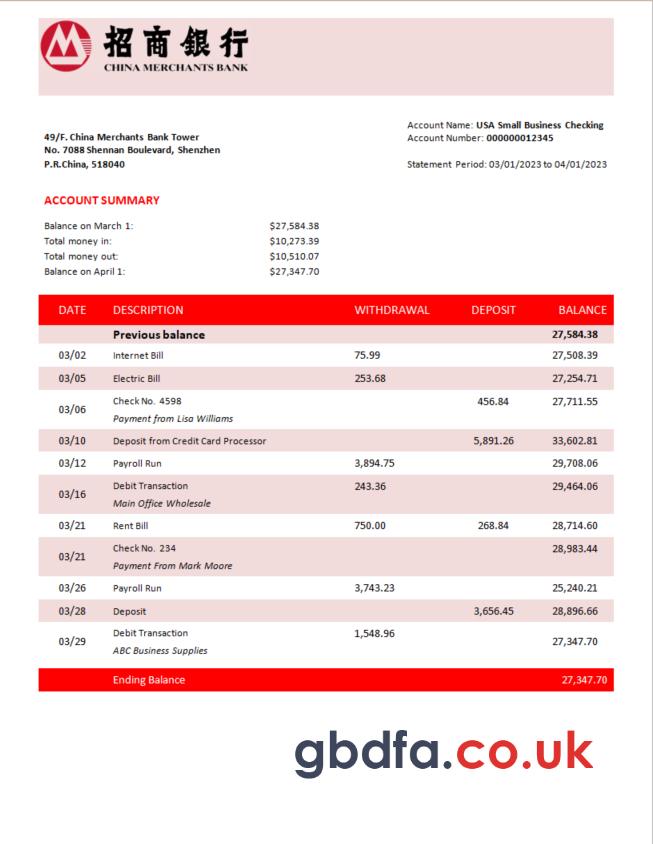 招商銀行
CHINA MERCHANTS BANK
49/F. China Merchants Bank Tower
No. 7088 Shennan Boulevard, Shenzhen
P.R.China, 518040
Account Name: USA Small Business Checking
Account Number: 000000012345
Statement Period: 03/01/2023 to 04/01/2023
ACCOUNT SUMMARY
Balance on March 1: $27,584.38
Total money in: $10,273.39
Total money out: $10,510.07
Balance on April 1: $27,347.70
DATE DESCRIPTION WITHDRAWAL DEPOSIT BALANCE
Previous balance 27,584.38
03/02 Internet Bill 75.99 27,508.39
03/05 Electric Bill 253.68 27,254.71
03/06 Check No. 4598 456.84 27,711.55
Payment from Lisa Williams
03/10 Deposit from Credit Card Processor 5,891.26 33,602.81
03/12 Payroll Run 3,894.75 29,708.06
03/16 Debit Transaction 243.36 29,464.06
Main Office Wholesale
03/21 Rent Bill 750.00 268.84 28,714.60
03/21 Check No. 234 28,983.44
Payment From Mark Moore
03/26 Payroll Run 3,743.23 25,240.21
03/28 Deposit 3,656.45 28,896.66
03/29 Debit Transaction 1,548.96 27,347.70
ABC Business Supplies
Ending Balance 27,347.70
gbdfa.co.uk